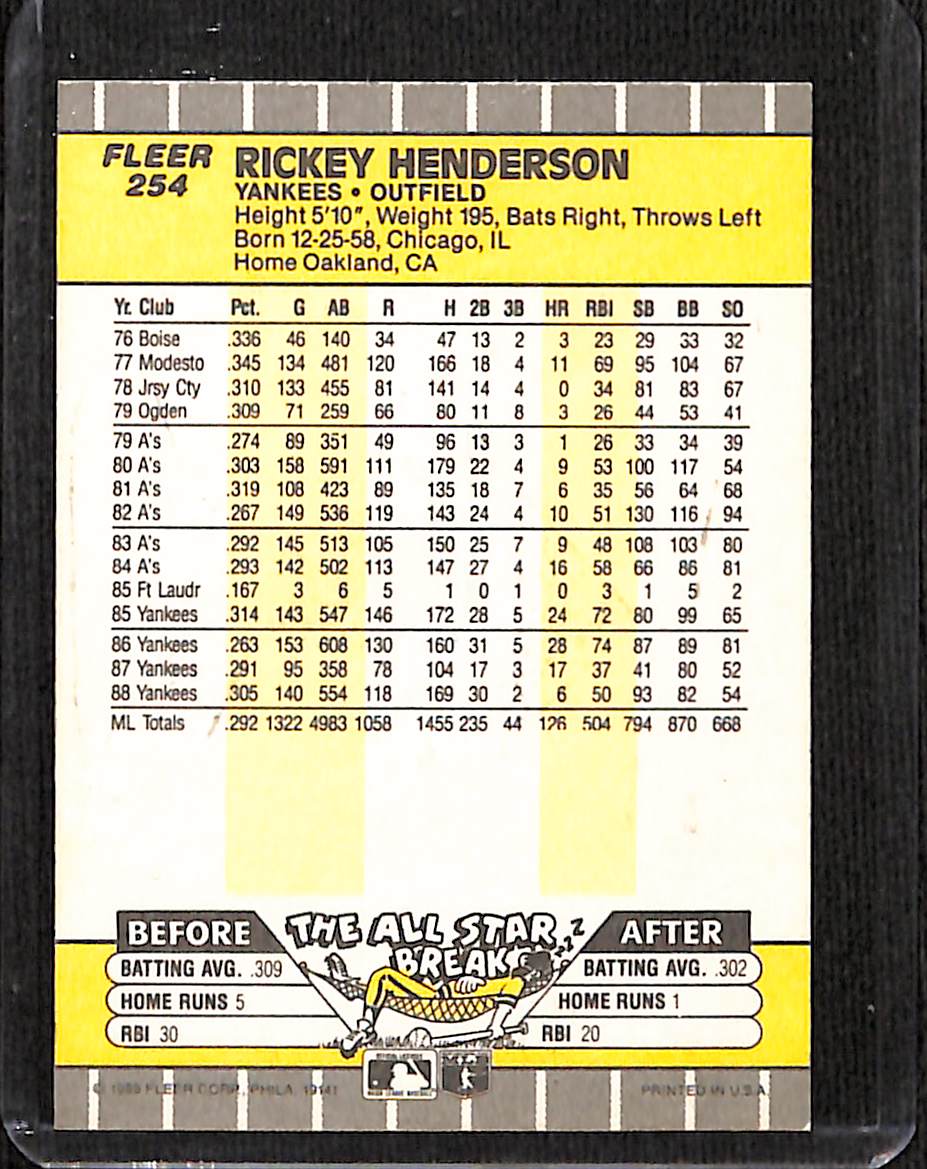 FLEER
254
RICKEY HENDERSON
YANKEES • OUTFIELD
Height 5'10", Weight 195, Bats Right, Throws Left
Born 12-25-58, Chicago, IL
Home Oakland, CA
Yr. Club Pct. G AB R H 2B 3B HR RBI SB BB SO
76 Boise .336 46 140 34 47 13 2 3 23 29 33 32
77 Modesto .345 134 481 120 166 18 4 11 69 95 104 67
78 Jrsy Cty .310 133 455 81 141 14 4 0 34 81 83 67
79 Ogden .309 71 259 66 80 11 8 3 26 44 53 41
79 A's .274 89 351 49 96 13 3 1 26 33 34 39
80 A's .303 158 591 111 179 22 4 9 53 100 117 54
81 A's .319 108 423 89 135 18 7 6 35 56 64 68
82 A's .267 149 536 119 143 24 4 10 51 130 116 94
83 A's .292 145 513 105 150 25 7 9 48 108 103 80
84 A's .293 142 502 113 147 27 4 16 58 66 86 81
85 Ft Laudr .167 3 6 5 1 0 1 0 3 1 5 2
85 Yankees .314 143 547 146 172 28 5 24 72 80 99 65
86 Yankees .263 153 608 130 160 31 5 28 74 87 89 81
87 Yankees .291 95 358 78 104 17 3 17 37 41 80 52
88 Yankees .305 140 554 118 169 30 2 6 50 93 82 54
ML Totals .292 1322 4983 1058 1455 235 44 126 504 794 870 668
THE ALL STAR
BREAK
ZZZ
BEFORE
BATTING AVG. .309
HOME RUNS 5
RBI 30
AFTER
BATTING AVG. .302
HOME RUNS 1
RBI 20
© 1989 FLEER CORP., PHILA. 19141
PRINTED IN U.S.A.